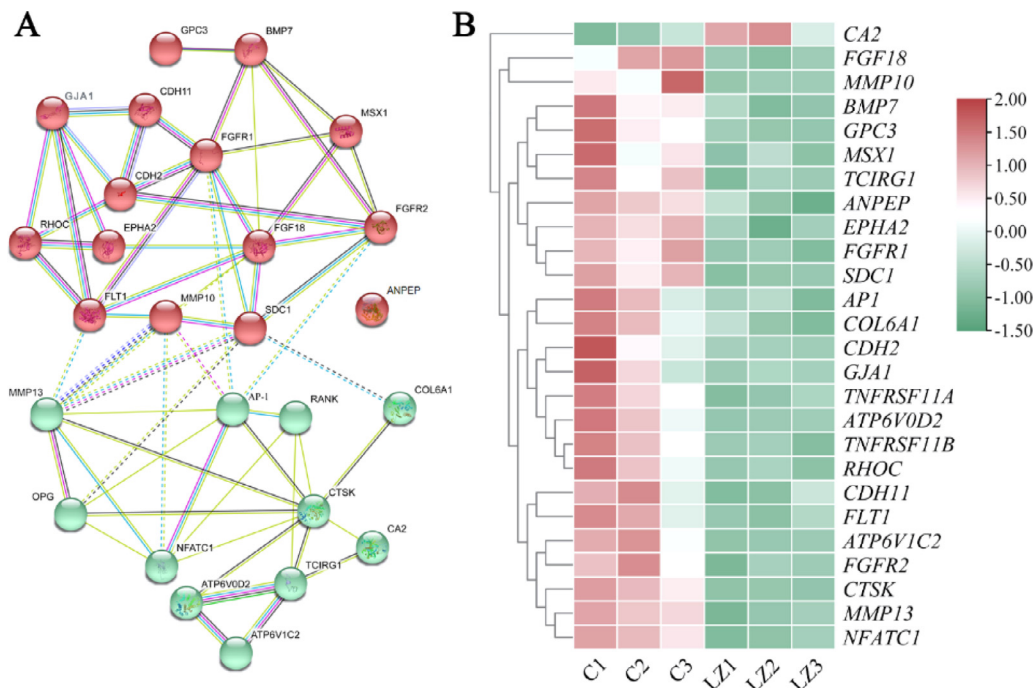 A
GPC3
BMP7
GJA1
CDH11
MSX1
FGFR1
CDH2
FGFR2
RHOC
EPHA2
FGF18
ANPEP
FLT1
MMP10
SDC1
MMP13
AP-1
RANK
COL6A1
OPG
CTSK
NFATC1
CA2
TCIRG1
ATP6V0D2
ATP6V1C2
B
CA2
FGF18
MMP10
BMP7
GPC3
MSX1
TCIRG1
ANPEP
EPHA2
FGFR1
SDC1
AP1
COL6A1
CDH2
GJA1
TNFRSF11A
ATP6V0D2
TNFRSF11B
RHOC
CDH11
FLT1
ATP6V1C2
FGFR2
CTSK
MMP13
NFATC1
C1 C2 C3 LZ1 LZ2 LZ3
2.00
1.50
1.00
0.50
0.00
-0.50
-1.00
-1.50